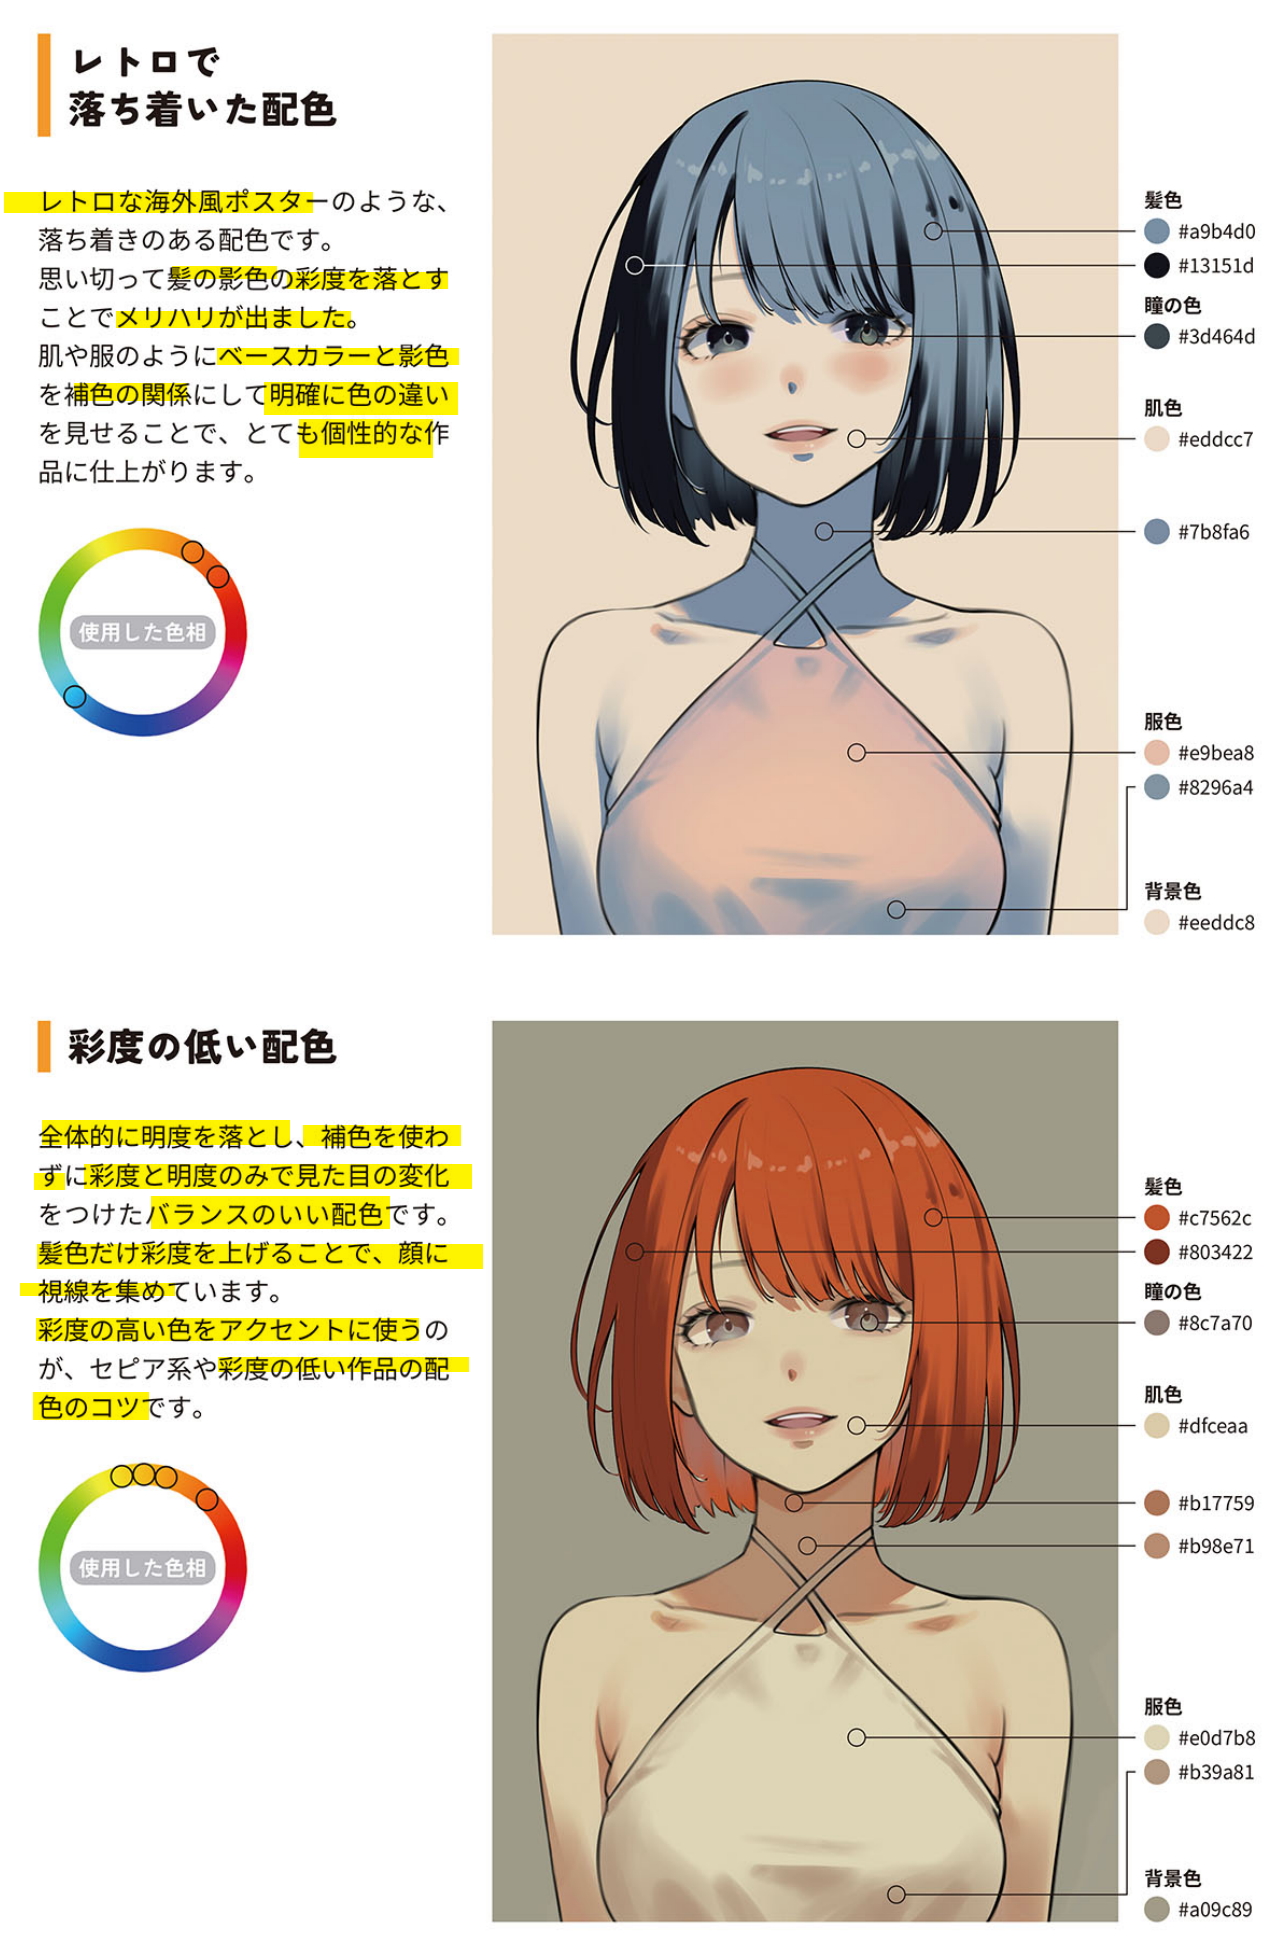 レトロで
落ち着いた配色
レトロな海外風ポスターのような、
落ち着きのある配色です。
思い切って髪の影色の彩度を落とす
ことでメリハリが出ました。
肌や服のようにベースカラーと影色
を補色の関係にして明確に色の違い
を見せることで、とても個性的な作
品に仕上がります。
使用した色相
髪色
#a9b4d0
#13151d
瞳の色
#3d464d
肌色
#eddcc7
#7b8fa6
服色
#e9bea8
#8296a4
背景色
#eeddc8
彩度の低い配色
全体的に明度を落とし、補色を使わ
ずに彩度と明度のみで見た目の変化
をつけたバランスのいい配色です。
髪色だけ彩度を上げることで、顔に
視線を集めています。
彩度の高い色をアクセントに使うの
が、セピア系や彩度の低い作品の配
色のコツです。
使用した色相
髪色
#c7562c
#803422
瞳の色
#8c7a70
肌色
#dfceaa
#b17759
#b98e71
服色
#e0d7b8
#b39a81
背景色
#a09c89